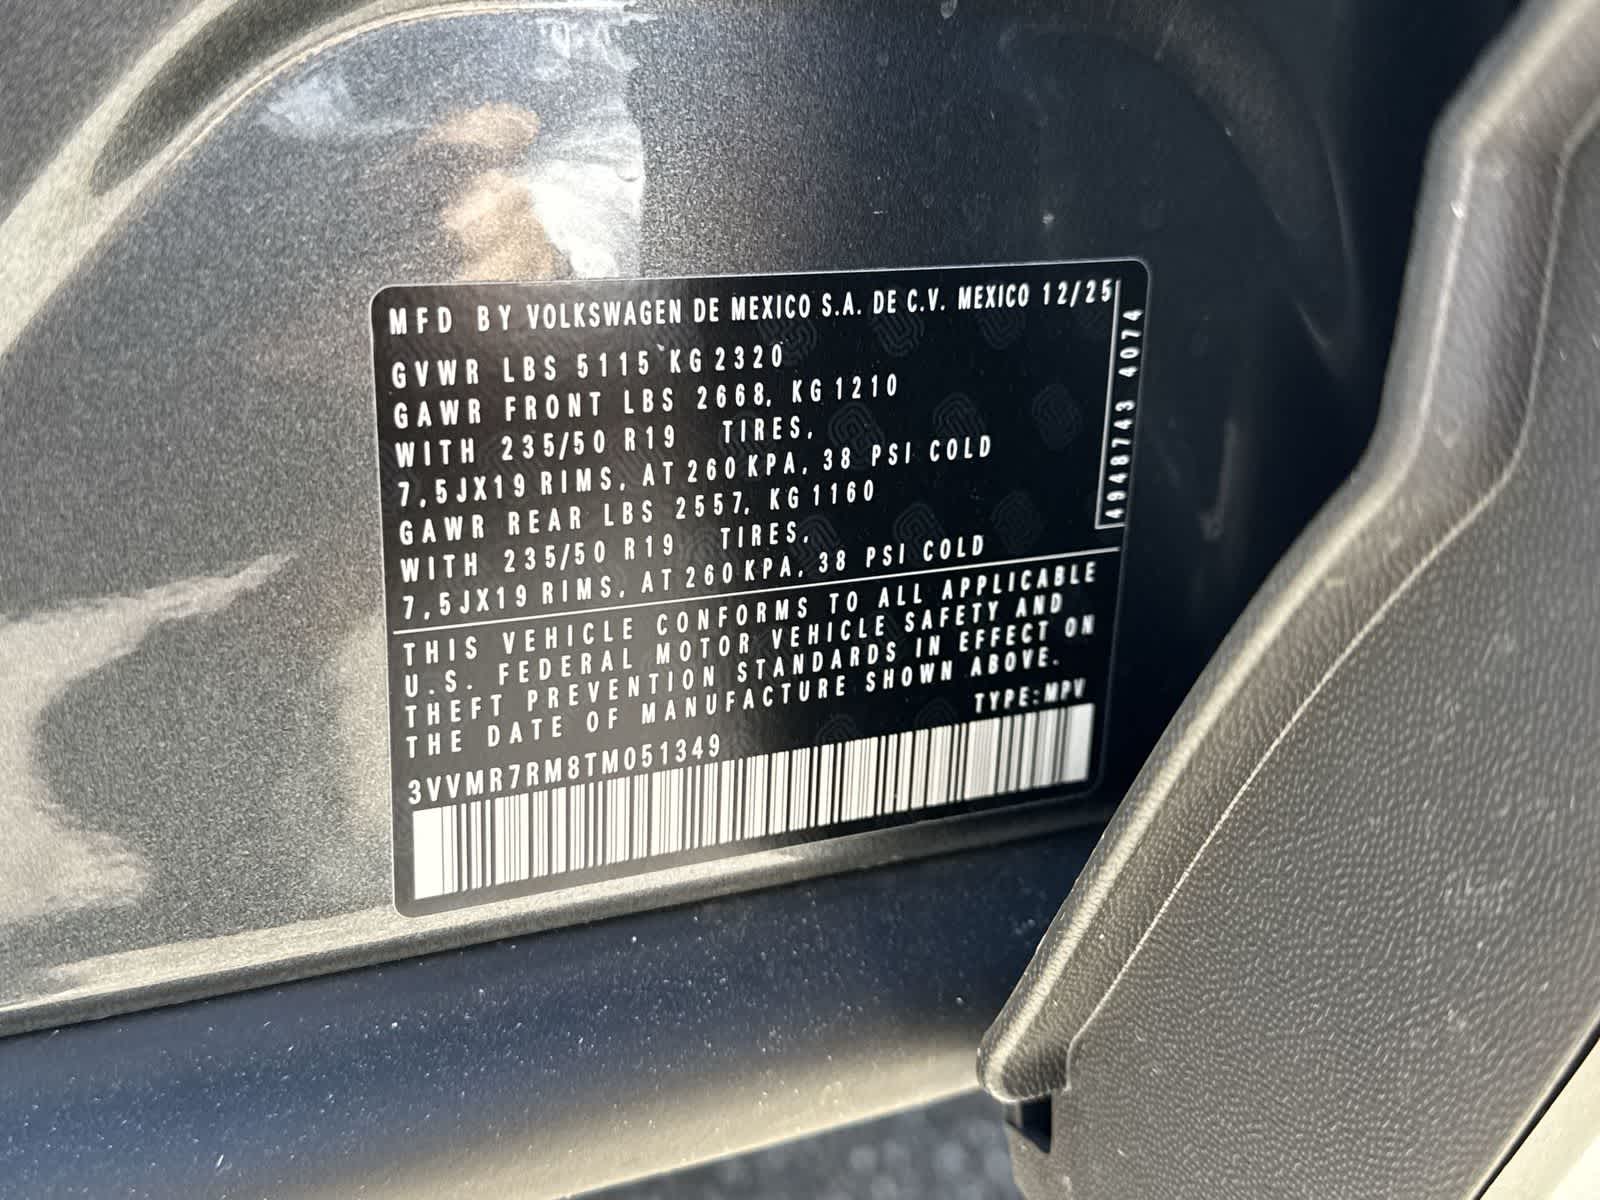 MFD BY VOLKSWAGEN DE MEXICO S.A. DE C.V. MEXICO 12/25
GVWR LBS 5115 KG 2320
GAWR FRONT LBS 2668, KG 1210
WITH 235/50 R19 TIRES,
7,5JX19 RIMS, AT 260 KPA, 38 PSI COLD
GAWR REAR LBS 2557, KG 1160
WITH 235/50 R19 TIRES,
7,5JX19 RIMS, AT 260 KPA, 38 PSI COLD
4948743 4074
THIS VEHICLE CONFORMS TO ALL APPLICABLE
U.S. FEDERAL MOTOR VEHICLE SAFETY AND
THEFT PREVENTION STANDARDS IN EFFECT ON
THE DATE OF MANUFACTURE SHOWN ABOVE.
TYPE:MPV
3VVMR7RM8TM051349